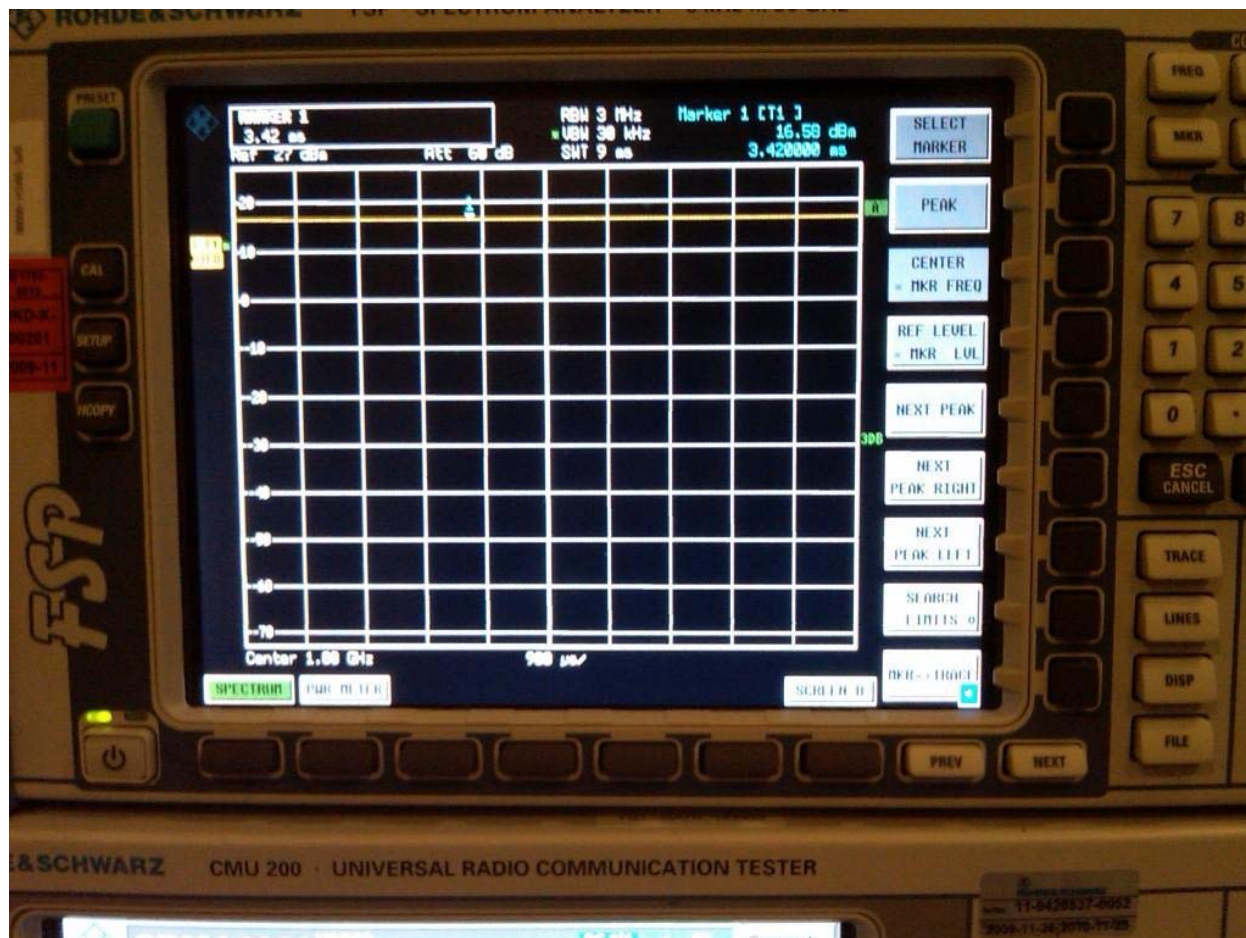 ROHDE&SCHWARZ
PRESET
CAL
SETUP
HCOPY
FSP
MARKER 1
3.42 ms
Ref 27 dBm
Att 60 dB
RBW 3 MHz
VBW 30 kHz
SWT 9 ms
Marker 1 [T1 ]
16.58 dBm
3.420000 ms
20
10
0
-10
-20
-30
-40
-50
-60
-70
1
A
3DB
Center 1.00 GHz
900 µs/
SELECT
MARKER
PEAK
CENTER
= MKR FREQ
REF LEVEL
= MKR LVL
NEXT PEAK
NEXT
PEAK RIGHT
NEXT
PEAK LEFT
SEARCH
LIMITS
MKR->TRACE
SPECTRUM
PWR METER
SCREEN B
PREV
NEXT
FREQ
MKR
7
8
4
5
1
2
0
.
ESC
CANCEL
TRACE
LINES
DISP
FILE
E&SCHWARZ CMU 200 · UNIVERSAL RADIO COMMUNICATION TESTER
11-0428537-0052